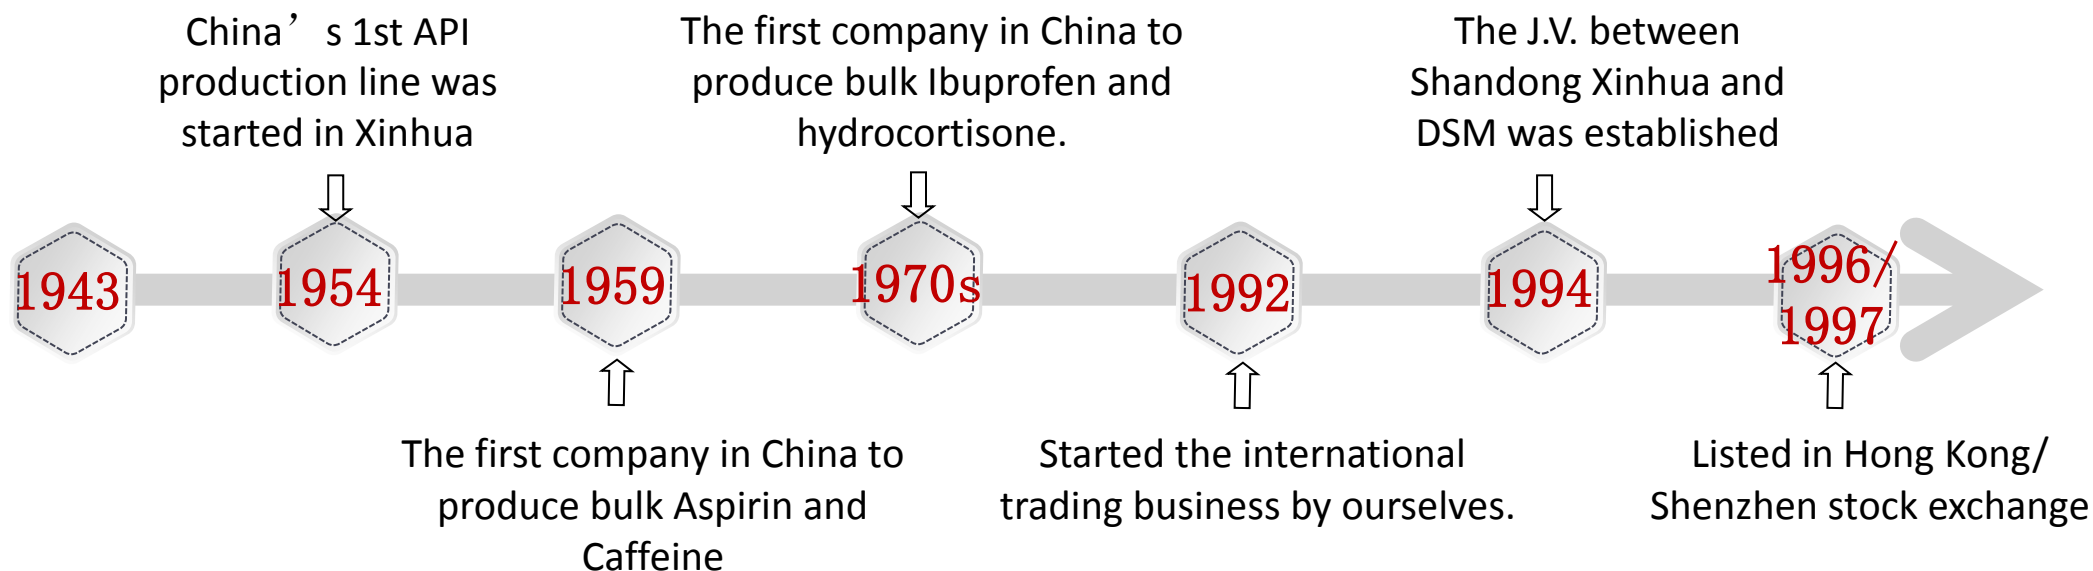 China’s 1st API
production line was
started in Xinhua
The first company in China to
produce bulk Ibuprofen and
hydrocortisone.
The J.V. between
Shandong Xinhua and
DSM was established
1943
1954
1959
1970s
1992
1994
1996/
1997
The first company in China to
produce bulk Aspirin and
Caffeine
Started the international
trading business by ourselves.
Listed in Hong Kong/
Shenzhen stock exchange